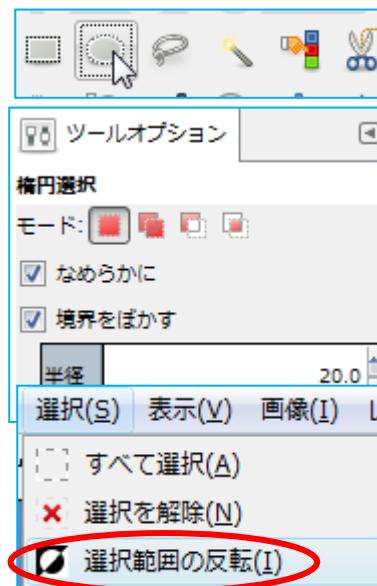 ツールオプション
楕円選択
モード:
なめらかに
境界をぼかす
半径 20.0
選択(S) 表示(V) 画像(I)
すべて選択(A)
選択を解除(N)
選択範囲の反転(I)